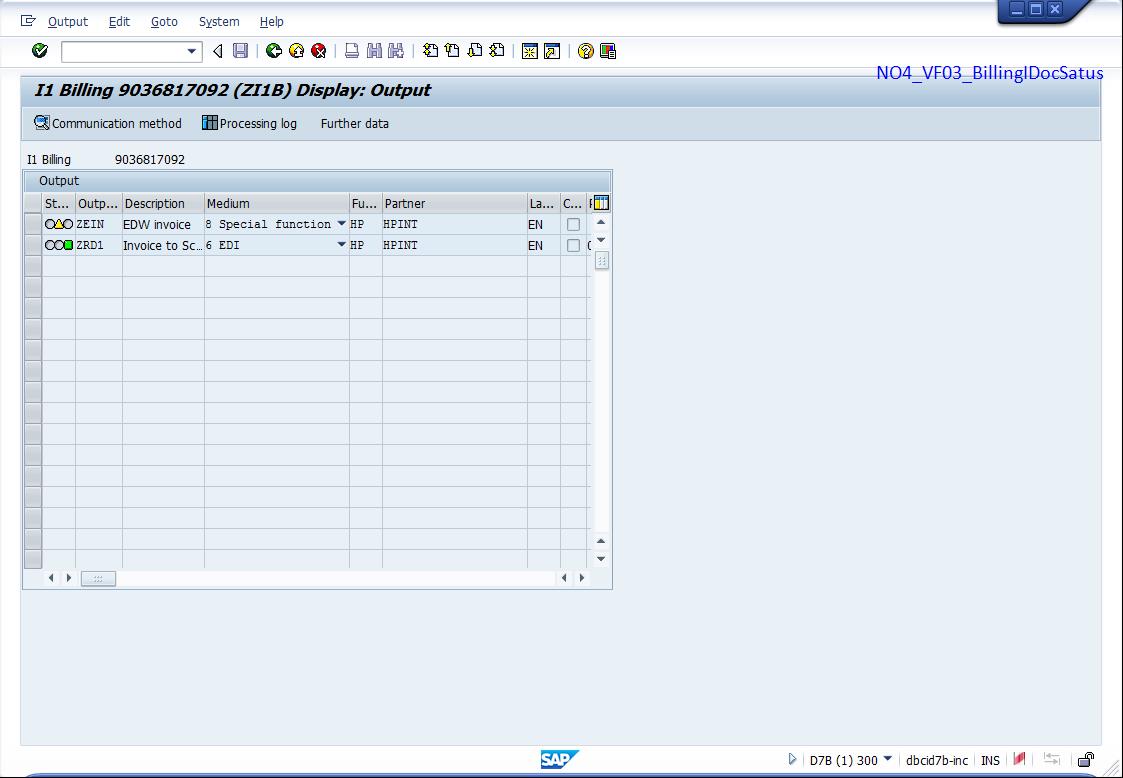 Output Edit Goto System Help
NO4_VF03_BillingIDocSatus
I1 Billing 9036817092 (ZI1B) Display: Output
Communication method Processing log Further data
I1 Billing 9036817092
Output
St... Outp... Description Medium Fu... Partner La... C...
ZEIN EDW invoice 8 Special function HP HPINT EN
ZRD1 Invoice to Sc... 6 EDI HP HPINT EN
SAP D7B (1) 300 dbcid7b-inc INS